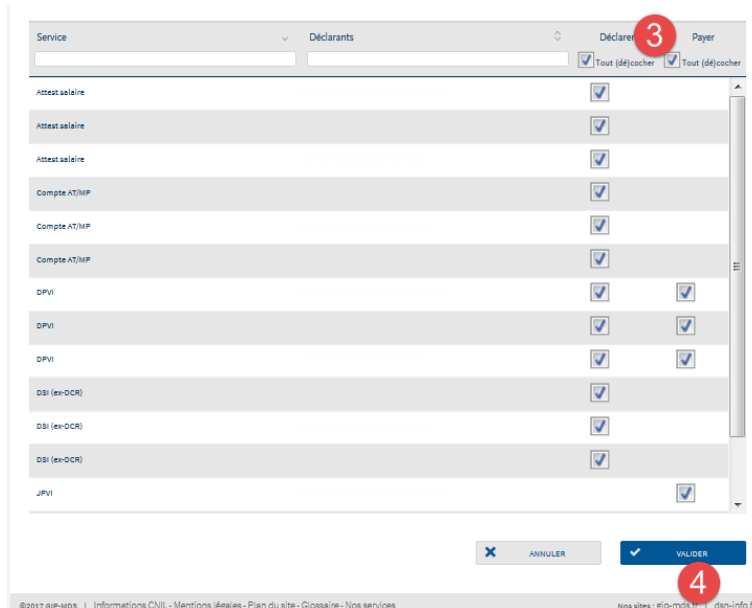 Service Déclarants Déclarer 3 Payer
Tout (dé)cocher Tout (dé)cocher
Attest salaire
Attest salaire
Attest salaire
Compte AT/MP
Compte AT/MP
Compte AT/MP
DPVI
DPVI
DPVI
DSI (ex-DCR)
DSI (ex-DCR)
DSI (ex-DCR)
JPVI
ANNULER VALIDER
4
©2017 GIP-MDS | Informations CNIL - Mentions légales - Plan du site - Glossaire - Nos services Nos sites : gip-mds.fr | dsn-info.f